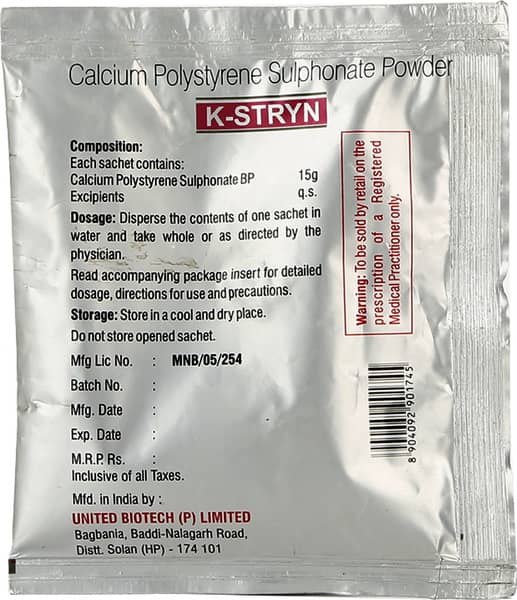 Calcium Polystyrene Sulphonate Powder
K-STRYN
Composition:
Each sachet contains:
Calcium Polystyrene Sulphonate BP 15g
Excipients q.s.
Dosage: Disperse the contents of one sachet in
water and take whole or as directed by the
physician.
Read accompanying package insert for detailed
dosage, directions for use and precautions.
Storage: Store in a cool and dry place.
Do not store opened sachet.
Mfg Lic No. : MNB/05/254
Batch No. :
Mfg. Date :
Exp. Date :
M.R.P. Rs. :
Inclusive of all Taxes.
Mfd. in India by :
UNITED BIOTECH (P) LIMITED
Bagbania, Baddi-Nalagarh Road,
Distt. Solan (HP) - 174 101
Warning: To be sold by retail on the
prescription of a Registered
Medical Practitioner only.
8 904092 901745